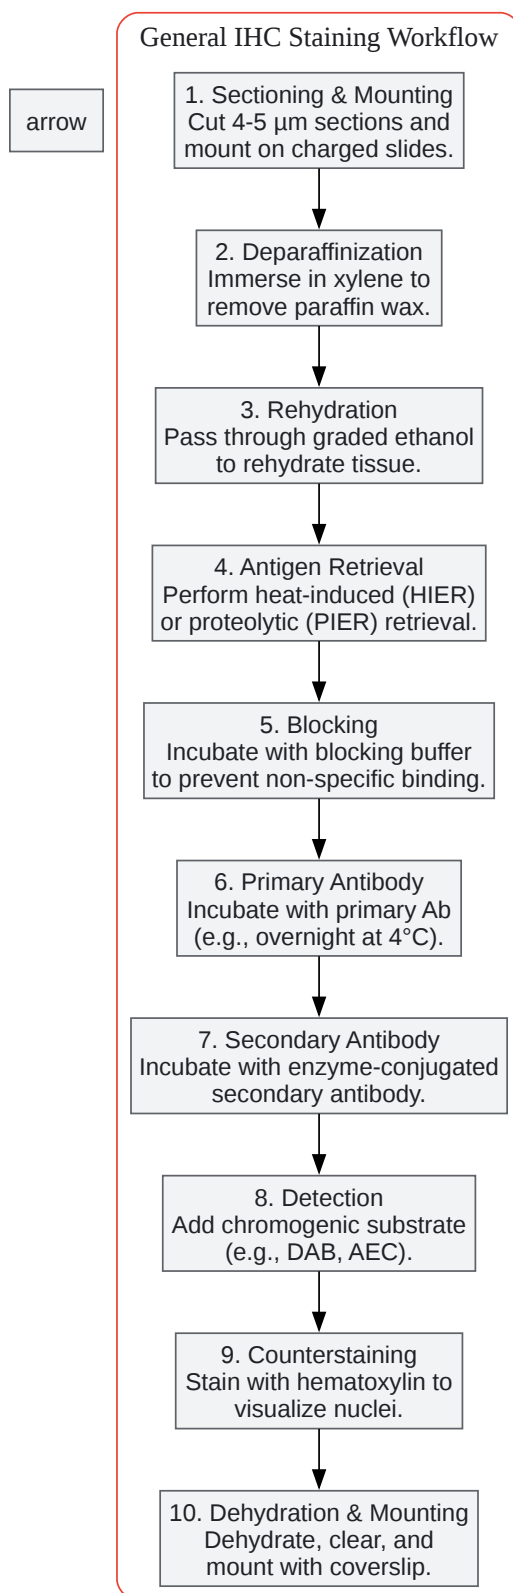 General IHC Staining Workflow
arrow
1. Sectioning & Mounting
Cut 4-5 µm sections and
mount on charged slides.
2. Deparaffinization
Immerse in xylene to
remove paraffin wax.
3. Rehydration
Pass through graded ethanol
to rehydrate tissue.
4. Antigen Retrieval
Perform heat-induced (HIER)
or proteolytic (PIER) retrieval.
5. Blocking
Incubate with blocking buffer
to prevent non-specific binding.
6. Primary Antibody
Incubate with primary Ab
(e.g., overnight at 4°C).
7. Secondary Antibody
Incubate with enzyme-conjugated
secondary antibody.
8. Detection
Add chromogenic substrate
(e.g., DAB, AEC).
9. Counterstaining
Stain with hematoxylin to
visualize nuclei.
10. Dehydration & Mounting
Dehydrate, clear, and
mount with coverslip.